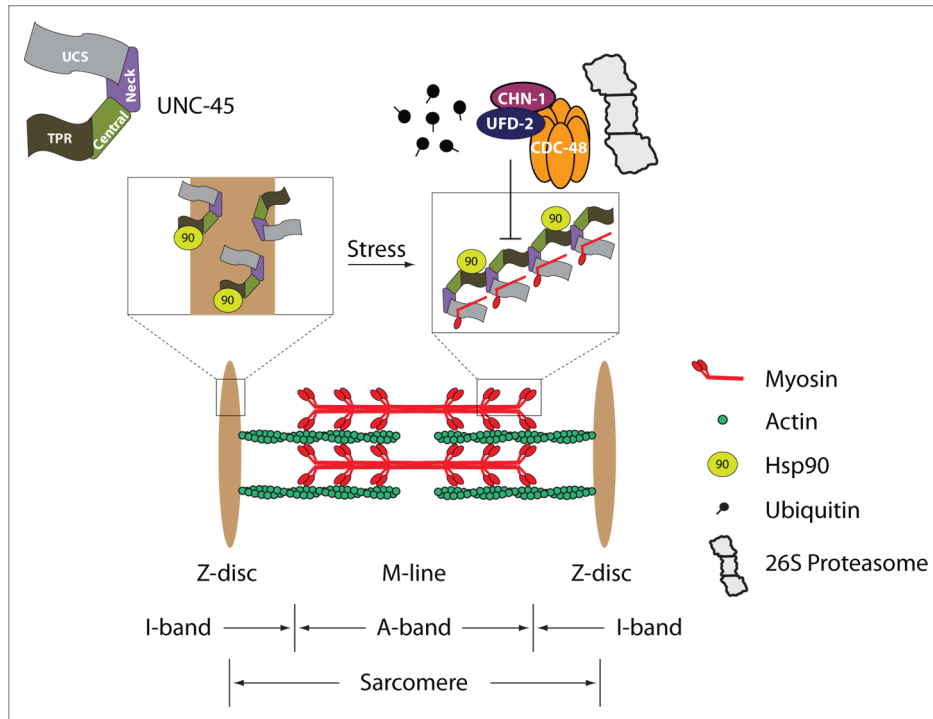 UCS
Neck
Central
TPR
UNC-45
CHN-1
UFD-2
CDC-48
90
90
Stress
90
90
Myosin
Actin
90 Hsp90
Ubiquitin
26S Proteasome
Z-disc M-line Z-disc
I-band A-band I-band
Sarcomere